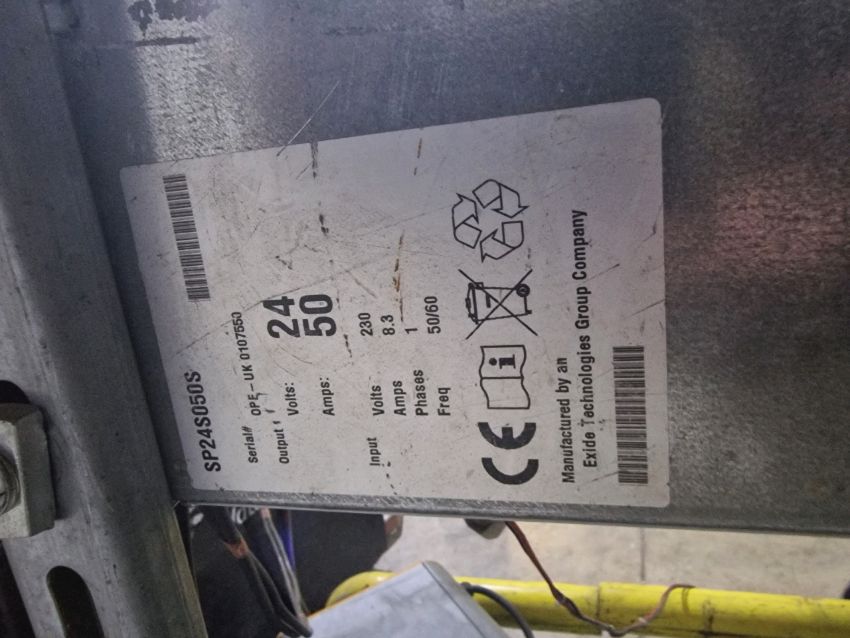 SP24S050S
Serial# OPE-UK 0107550
Output Volts: 24
Amps: 50
Input Volts 230
Amps 8.3
Phases 1
Freq 50/60
CE
Manufactured by an
Exide Technologies Group Company